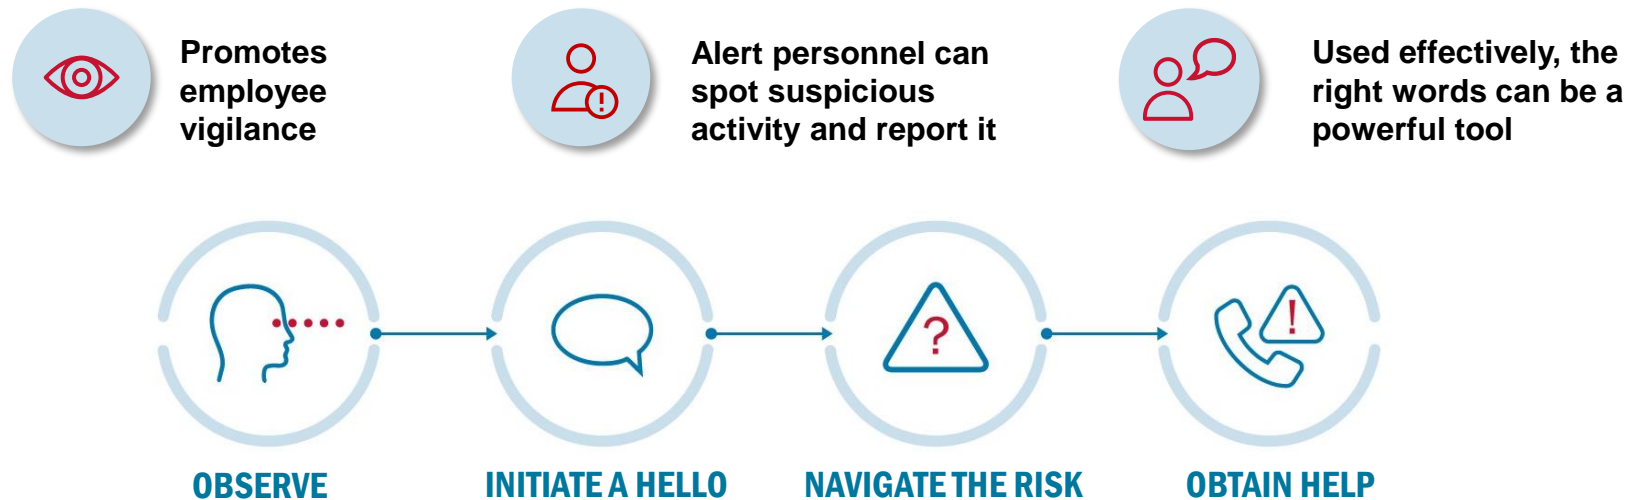 Promotes
employee
vigilance
Alert personnel can
spot suspicious
activity and report it
Used effectively, the
right words can be a
powerful tool
?
!
OBSERVE
INITIATE A HELLO
NAVIGATE THE RISK
OBTAIN HELP